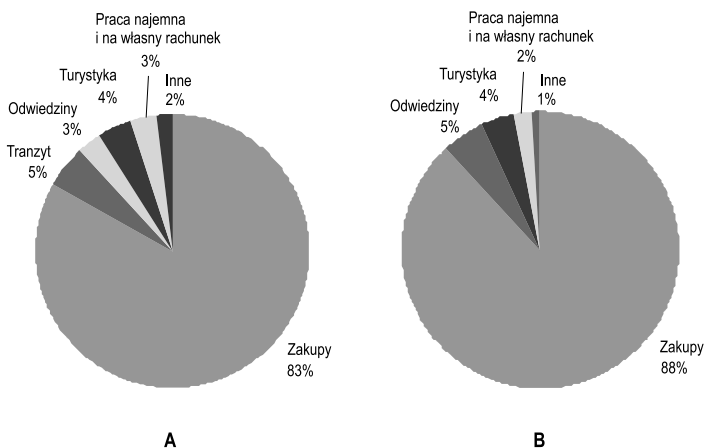 Praca najemna
i na własny rachunek
3%
Turystyka
4%
Inne
2%
Odwiedziny
3%
Tranzyt
5%
Zakupy
83%
A
Praca najemna
i na własny rachunek
2%
Turystyka
4%
Inne
1%
Odwiedziny
5%
Zakupy
88%
B